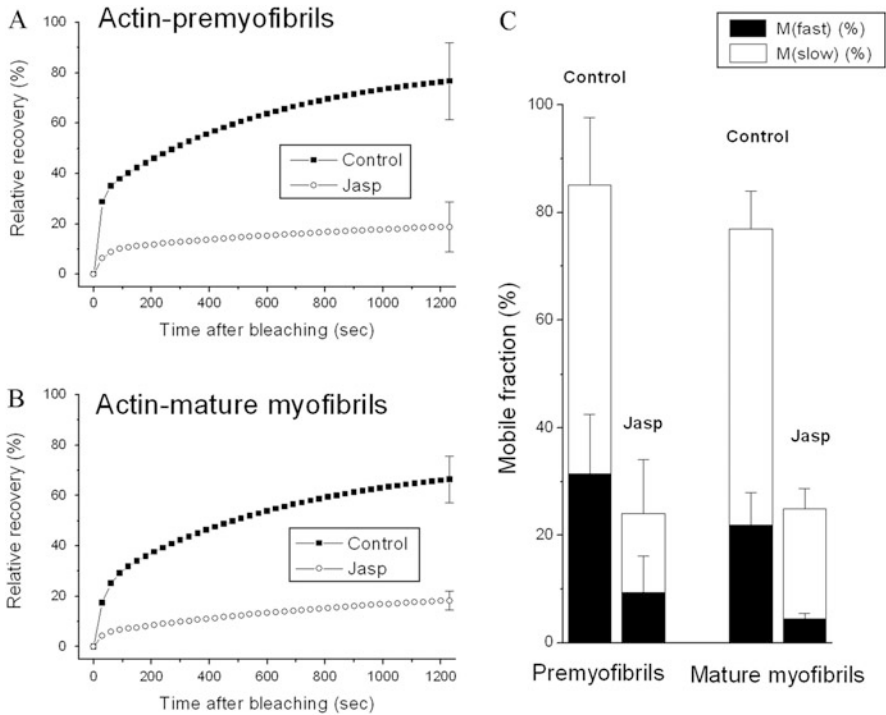 A
Actin-premyofibrils
100
80
60
40
20
0
Relative recovery (%)
Control
Jasp
0 200 400 600 800 1000 1200
Time after bleaching (sec)
B
Actin-mature myofibrils
100
80
60
40
20
0
Relative recovery (%)
Control
Jasp
0 200 400 600 800 1000 1200
Time after bleaching (sec)
C
M(fast) (%)
M(slow) (%)
100
80
60
40
20
0
Mobile fraction (%)
Control
Jasp
Control
Jasp
Premyofibrils
Mature myofibrils